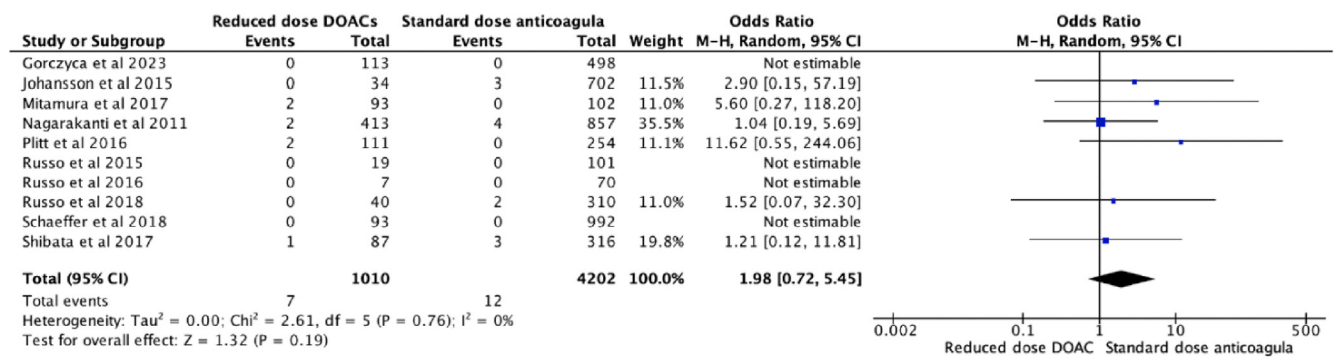 Reduced dose DOACs Standard dose anticoagula Odds Ratio Odds Ratio
Study or Subgroup Events Total Events Total Weight M-H, Random, 95% CI M-H, Random, 95% CI
Gorczyca et al 2023 0 113 0 498 Not estimable
Johansson et al 2015 0 34 3 702 11.5% 2.90 [0.15, 57.19]
Mitamura et al 2017 2 93 0 102 11.0% 5.60 [0.27, 118.20]
Nagarakanti et al 2011 2 413 4 857 35.5% 1.04 [0.19, 5.69]
Plitt et al 2016 2 111 0 254 11.1% 11.62 [0.55, 244.06]
Russo et al 2015 0 19 0 101 Not estimable
Russo et al 2016 0 7 0 70 Not estimable
Russo et al 2018 0 40 2 310 11.0% 1.52 [0.07, 32.30]
Schaeffer et al 2018 0 93 0 992 Not estimable
Shibata et al 2017 1 87 3 316 19.8% 1.21 [0.12, 11.81]
Total (95% CI) 1010 4202 100.0% 1.98 [0.72, 5.45]
Total events 7 12
Heterogeneity: Tau² = 0.00; Chi² = 2.61, df = 5 (P = 0.76); I² = 0%
Test for overall effect: Z = 1.32 (P = 0.19)
0.002 0.1 1 10 500
Reduced dose DOAC Standard dose anticoagula